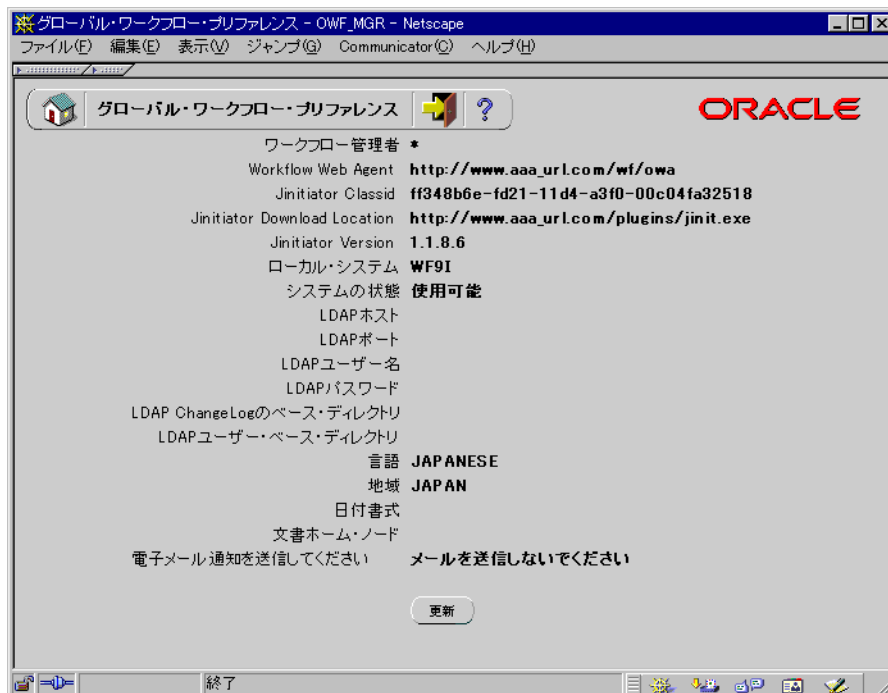 グローバル・ワークフロー・プリファレンス - OWF_MGR - Netscape
ファイル(F) 編集(E) 表示(V) ジャンプ(G) Communicator(C) ヘルプ(H)
グローバル・ワークフロー・プリファレンス ?
ORACLE
ワークフロー管理者 *
Workflow Web Agent http://www.aaa_url.com/wf/owa
Jinitiator Classid ff348b6e-fd21-11d4-a3f0-00c04fa32518
Jinitiator Download Location http://www.aaa_url.com/plugins/jinit.exe
Jinitiator Version 1.1.8.6
ローカル・システム WF9I
システムの状態 使用可能
LDAPホスト
LDAPポート
LDAPユーザー名
LDAPパスワード
LDAP ChangeLogのベース・ディレクトリ
LDAPユーザー・ベース・ディレクトリ
言語 JAPANESE
地域 JAPAN
日付書式
文書ホーム・ノード
電子メール通知を送信してください メールを送信しないでください
更新
終了